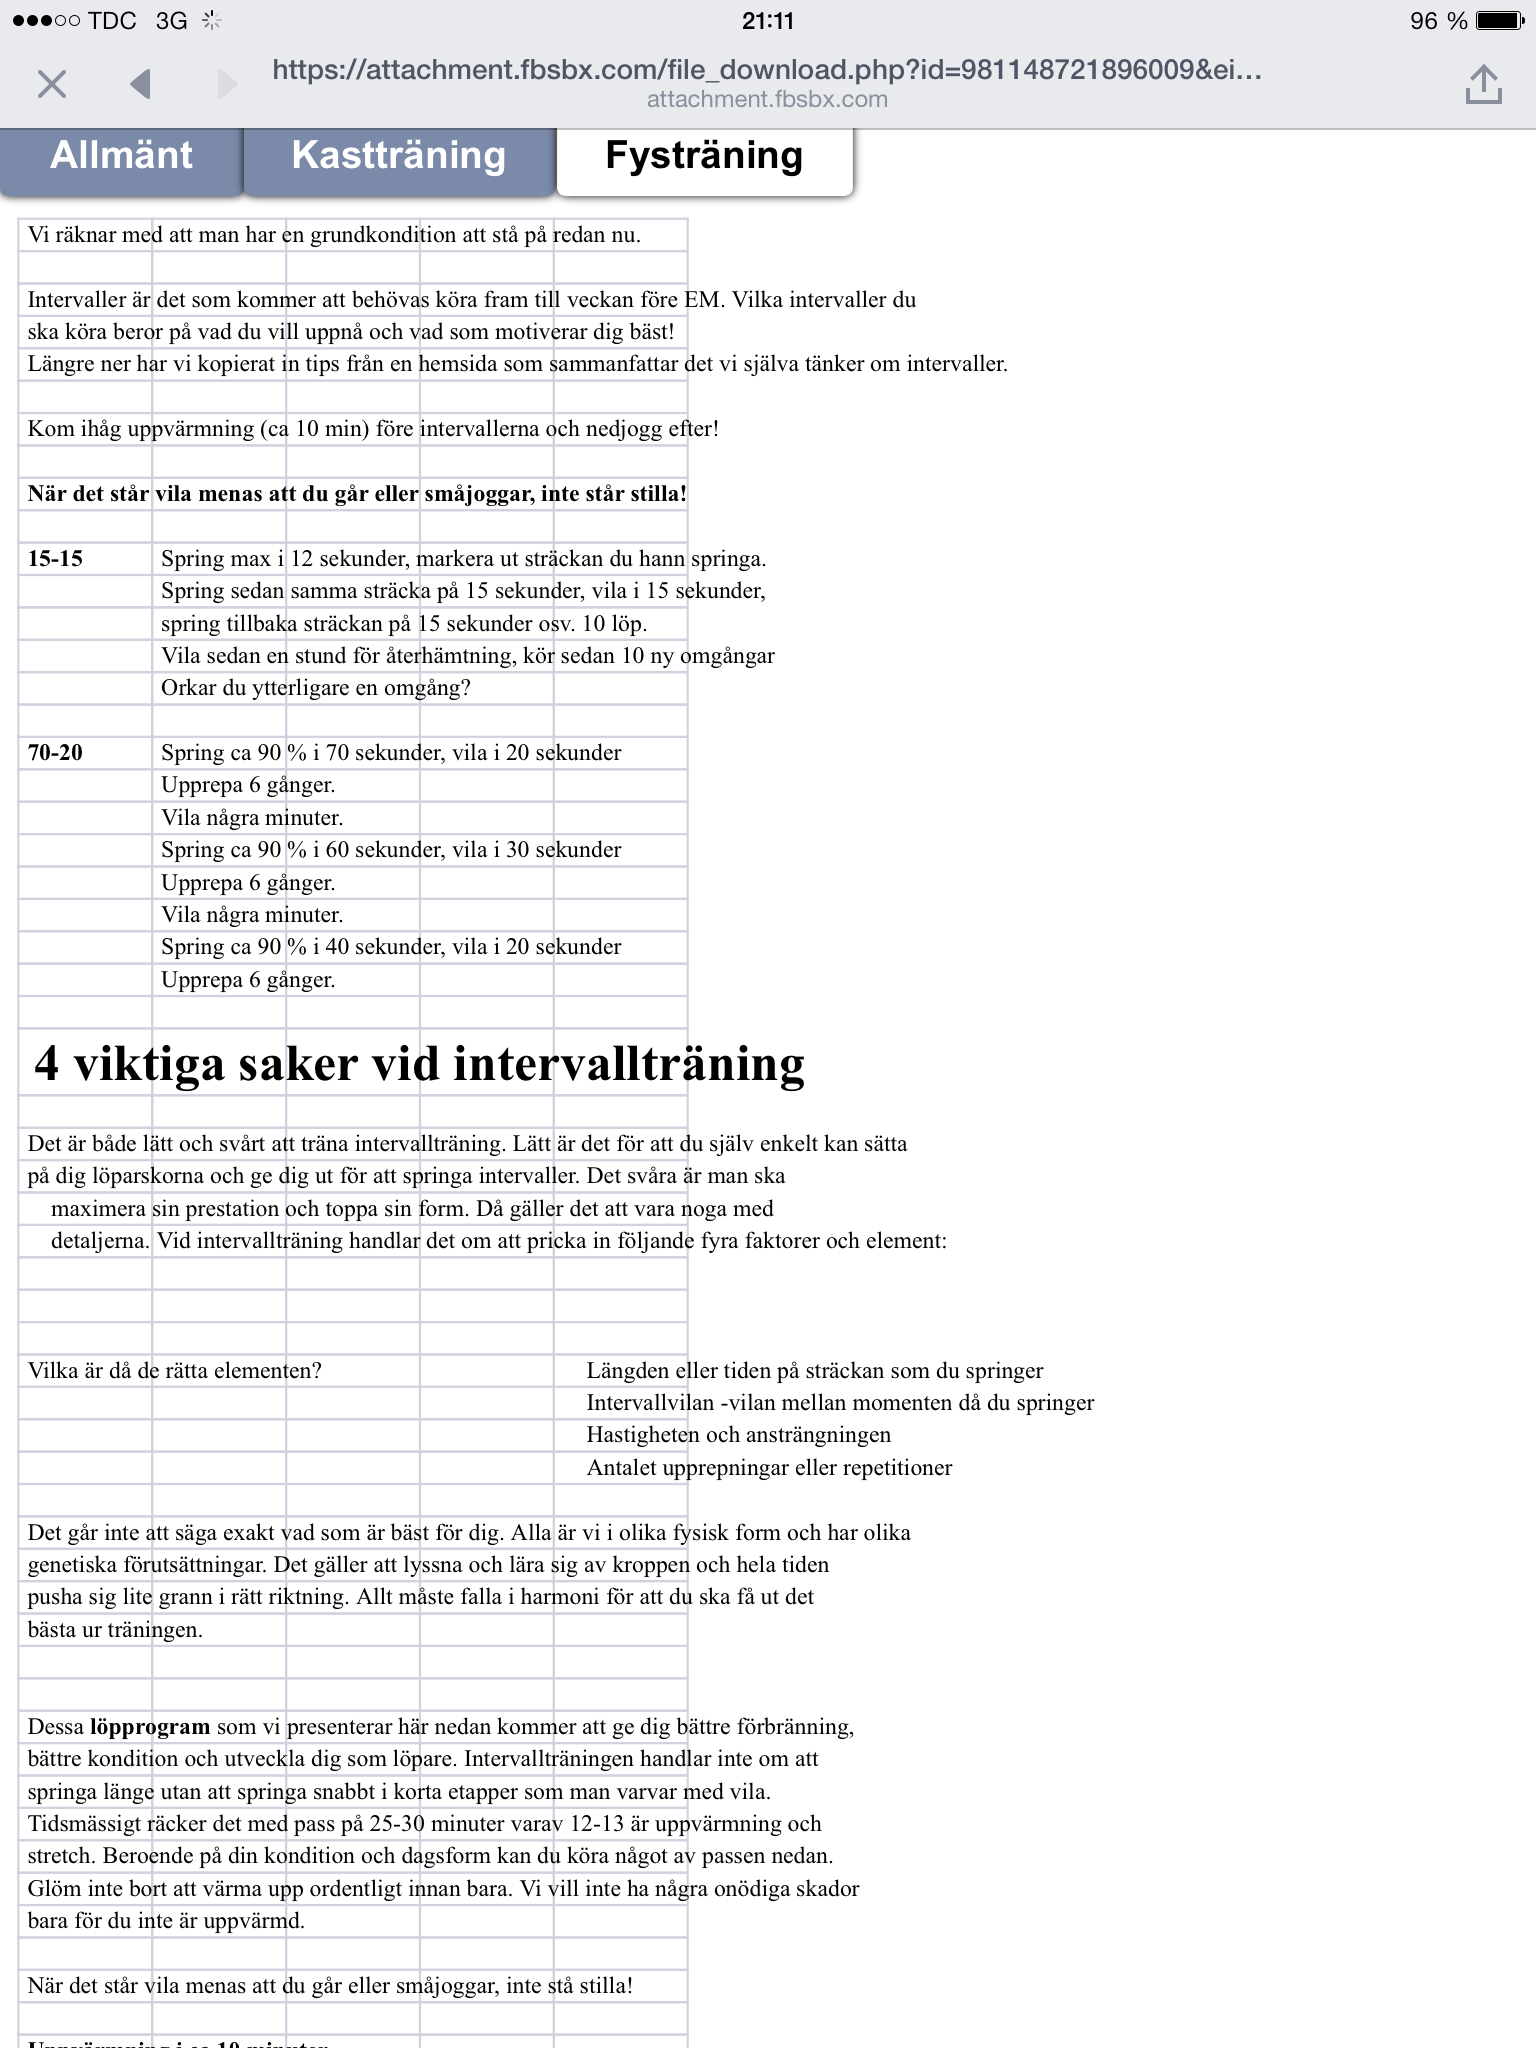 TDC 3G 21:11 96 %
https://attachment.fbsbx.com/file_download.php?id=981148721896009&ei…
attachment.fbsbx.com
Allmänt Kastträning Fysträning
Vi räknar med att man har en grundkondition att stå på redan nu.
Intervaller är det som kommer att behövas köra fram till veckan före EM. Vilka intervaller du
ska köra beror på vad du vill uppnå och vad som motiverar dig bäst!
Längre ner har vi kopierat in tips från en hemsida som sammanfattar det vi själva tänker om intervaller.
Kom ihåg uppvärmning (ca 10 min) före intervallerna och nedjogg efter!
När det står vila menas att du går eller småjoggar, inte står stilla!
15-15 Spring max i 12 sekunder, markera ut sträckan du hann springa.
Spring sedan samma sträcka på 15 sekunder, vila i 15 sekunder,
spring tillbaka sträckan på 15 sekunder osv. 10 löp.
Vila sedan en stund för återhämtning, kör sedan 10 ny omgångar
Orkar du ytterligare en omgång?
70-20 Spring ca 90 % i 70 sekunder, vila i 20 sekunder
Upprepa 6 gånger.
Vila några minuter.
Spring ca 90 % i 60 sekunder, vila i 30 sekunder
Upprepa 6 gånger.
Vila några minuter.
Spring ca 90 % i 40 sekunder, vila i 20 sekunder
Upprepa 6 gånger.
4 viktiga saker vid intervallträning
Det är både lätt och svårt att träna intervallträning. Lätt är det för att du själv enkelt kan sätta
på dig löparskorna och ge dig ut för att springa intervaller. Det svåra är man ska
maximera sin prestation och toppa sin form. Då gäller det att vara noga med
detaljerna. Vid intervallträning handlar det om att pricka in följande fyra faktorer och element:
Vilka är då de rätta elementen? Längden eller tiden på sträckan som du springer
Intervallvilan -vilan mellan momenten då du springer
Hastigheten och ansträngningen
Antalet upprepningar eller repetitioner
Det går inte att säga exakt vad som är bäst för dig. Alla är vi i olika fysisk form och har olika
genetiska förutsättningar. Det gäller att lyssna och lära sig av kroppen och hela tiden
pusha sig lite grann i rätt riktning. Allt måste falla i harmoni för att du ska få ut det
bästa ur träningen.
Dessa löpprogram som vi presenterar här nedan kommer att ge dig bättre förbränning,
bättre kondition och utveckla dig som löpare. Intervallträningen handlar inte om att
springa länge utan att springa snabbt i korta etapper som man varvar med vila.
Tidsmässigt räcker det med pass på 25-30 minuter varav 12-13 är uppvärmning och
stretch. Beroende på din kondition och dagsform kan du köra något av passen nedan.
Glöm inte bort att värma upp ordentligt innan bara. Vi vill inte ha några onödiga skador
bara för du inte är uppvärmd.
När det står vila menas att du går eller småjoggar, inte stå stilla!
Uppvärmning i ca 10 minuter